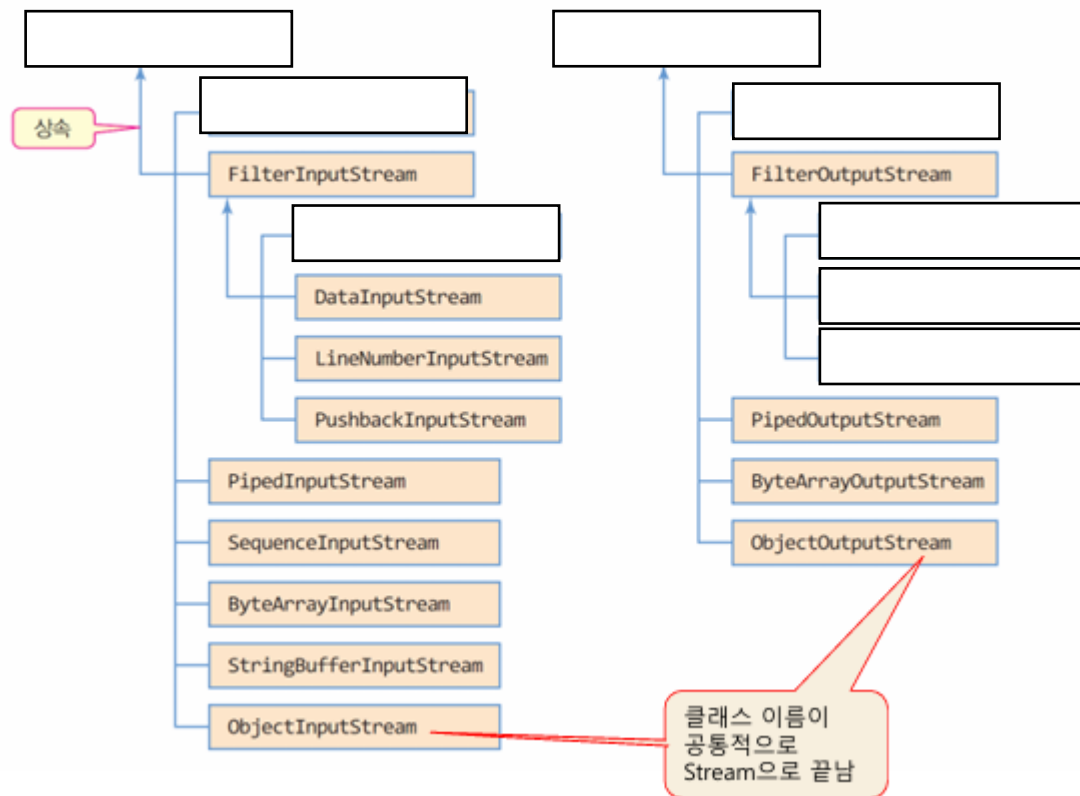 상속
FilterInputStream
FilterOutputStream
DataInputStream
LineNumberInputStream
PushbackInputStream
PipedOutputStream
PipedInputStream
ByteArrayOutputStream
SequenceInputStream
ObjectOutputStream
ByteArrayInputStream
StringBufferInputStream
ObjectInputStream
클래스 이름이
공통적으로
Stream으로 끝남